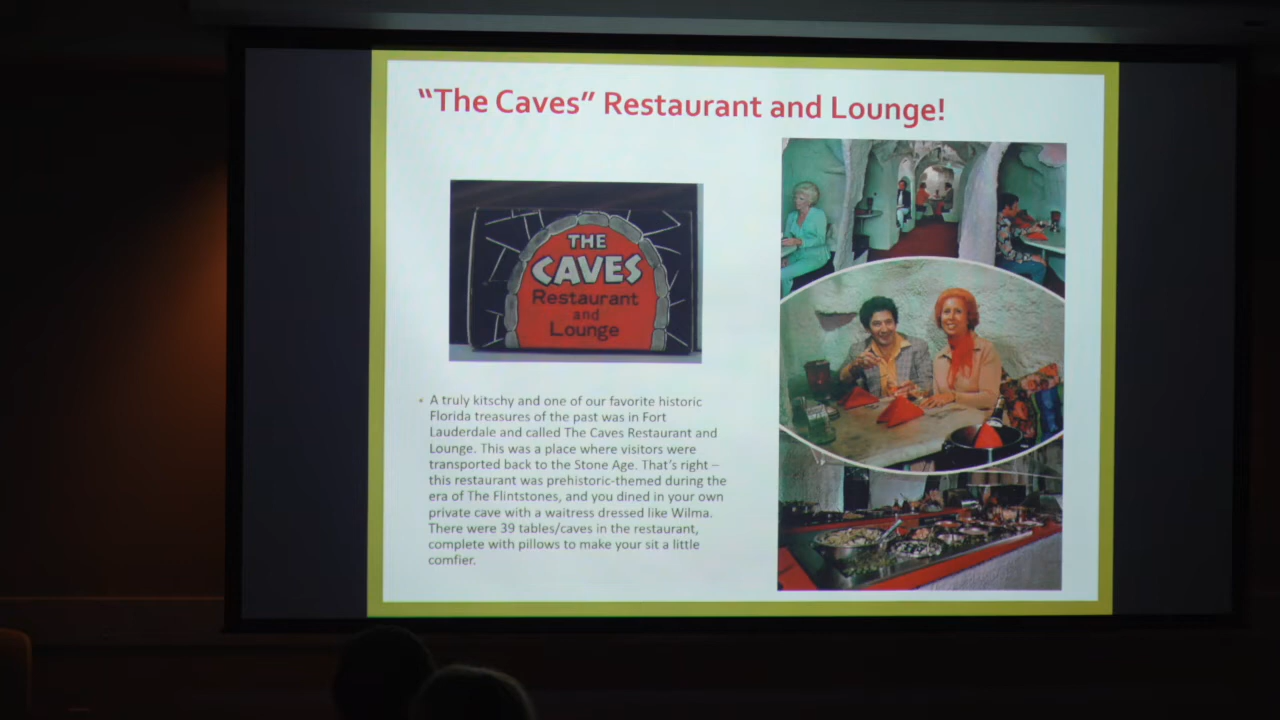 “The Caves” Restaurant and Lounge!
THE
CAVES
Restaurant
and
Lounge
A truly kitschy and one of our favorite historic
Florida treasures of the past was in Fort
Lauderdale and called The Caves Restaurant and
Lounge. This was a place where visitors were
transported back to the Stone Age. That’s right –
this restaurant was prehistoric-themed during the
era of The Flintstones, and you dined in your own
private cave with a waitress dressed like Wilma.
There were 39 tables/caves in the restaurant,
complete with pillows to make your sit a little
comfier.